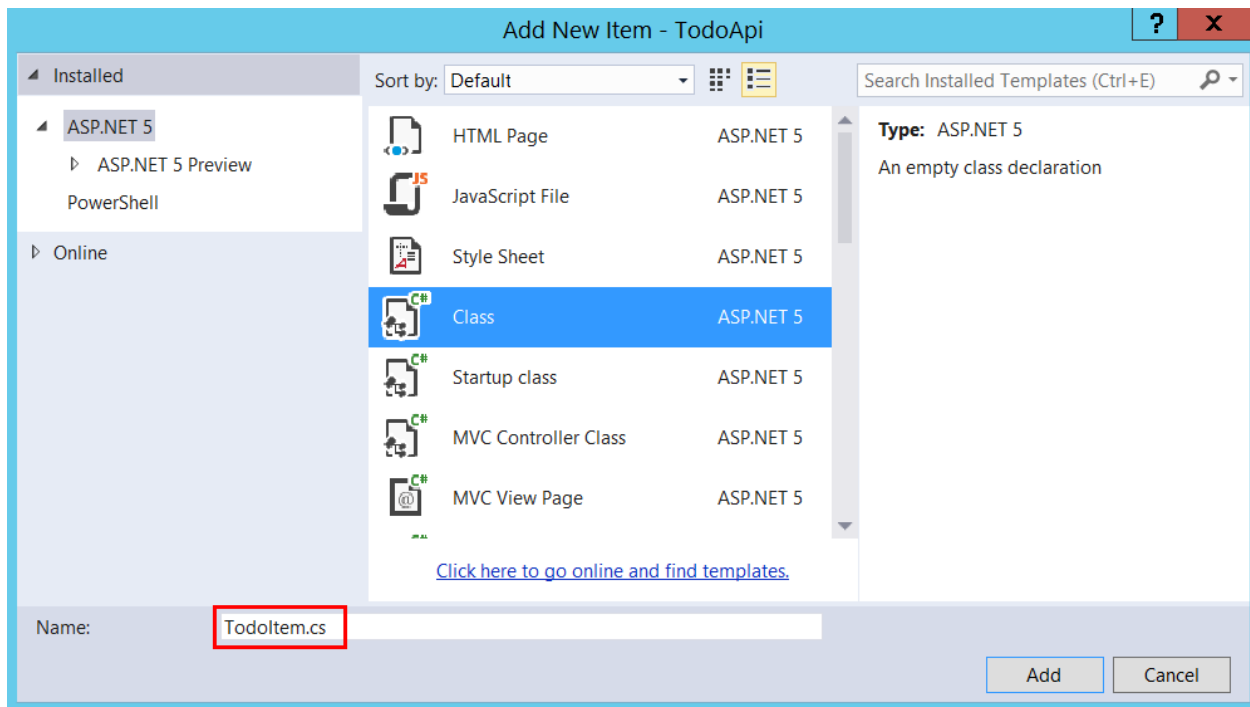 Add New Item - TodoApi
? X
Installed
Sort by: Default
Search Installed Templates (Ctrl+E)
ASP.NET 5
ASP.NET 5 Preview
PowerShell
Online
HTML Page ASP.NET 5
JS
JavaScript File ASP.NET 5
A
Style Sheet ASP.NET 5
C#
Class ASP.NET 5
C#
Startup class ASP.NET 5
C#
MVC Controller Class ASP.NET 5
C#
@
MVC View Page ASP.NET 5
Click here to go online and find templates.
Type: ASP.NET 5
An empty class declaration
Name: TodoItem.cs
Add Cancel